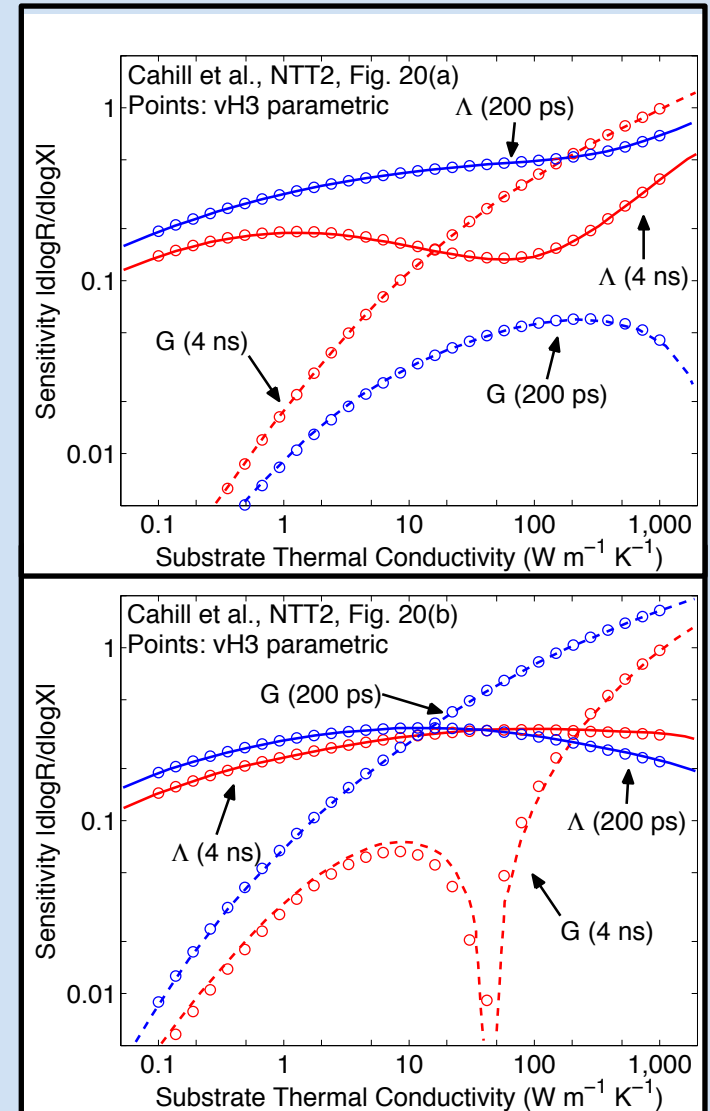 Cahill et al., NTT2, Fig. 20(a)
Points: vH3 parametric
Λ (200 ps)
Λ (4 ns)
G (4 ns)
G (200 ps)
Sensitivity |dlogR/dlogX|
1
0.1
0.01
0.1 1 10 100 1,000
Substrate Thermal Conductivity (W m⁻¹ K⁻¹)
Cahill et al., NTT2, Fig. 20(b)
Points: vH3 parametric
G (200 ps)
Λ (200 ps)
Λ (4 ns)
G (4 ns)
Sensitivity |dlogR/dlogX|
1
0.1
0.01
0.1 1 10 100 1,000
Substrate Thermal Conductivity (W m⁻¹ K⁻¹)